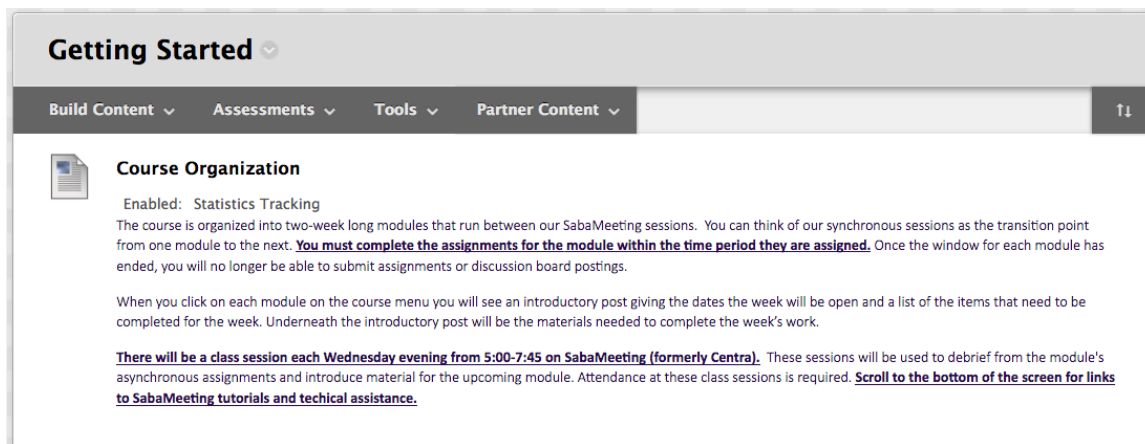 Getting Started
Build Content Assessments Tools Partner Content
Course Organization
Enabled: Statistics Tracking
The course is organized into two-week long modules that run between our SabaMeeting sessions. You can think of our synchronous sessions as the transition point
from one module to the next. You must complete the assignments for the module within the time period they are assigned. Once the window for each module has
ended, you will no longer be able to submit assignments or discussion board postings.
When you click on each module on the course menu you will see an introductory post giving the dates the week will be open and a list of the items that need to be
completed for the week. Underneath the introductory post will be the materials needed to complete the week's work.
There will be a class session each Wednesday evening from 5:00-7:45 on SabaMeeting (formerly Centra). These sessions will be used to debrief from the module's
asynchronous assignments and introduce material for the upcoming module. Attendance at these class sessions is required. Scroll to the bottom of the screen for links
to SabaMeeting tutorials and techical assistance.